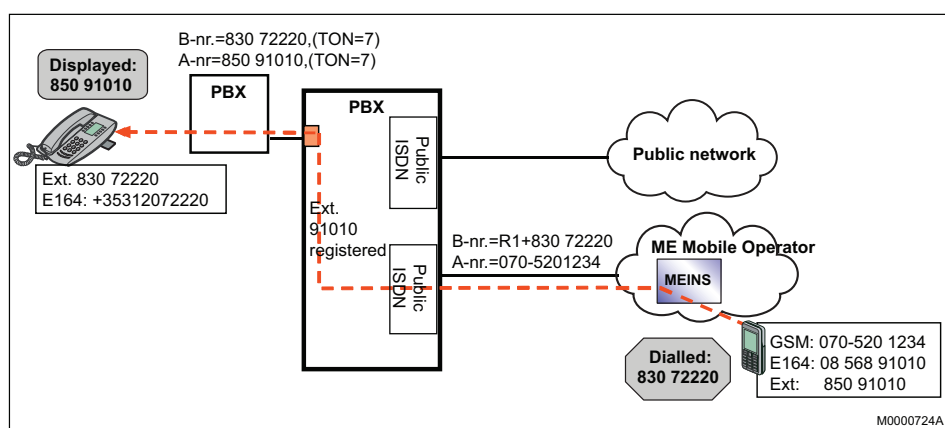 B-nr.=830 72220,(TON=7)
A-nr=850 91010,(TON=7)
Displayed:
850 91010
PBX
PBX
Public
ISDN
Public network
Ext. 830 72220
E164: +35312072220
Ext.
91010
registered
B-nr.=R1+830 72220
A-nr.=070-5201234
ME Mobile Operator
Public
ISDN
MEINS
Dialled:
830 72220
GSM: 070-520 1234
E164: 08 568 91010
Ext: 850 91010
M0000724A